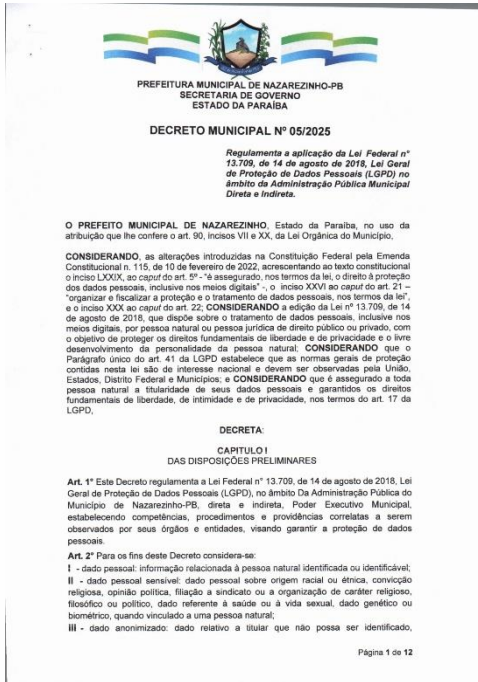 PREFEITURA MUNICIPAL DE NAZAREZINHO-PB
SECRETARIA DE GOVERNO
ESTADO DA PARAÍBA
DECRETO MUNICIPAL Nº 05/2025
Regulamenta a aplicação da Lei Federal nº
13.709, de 14 de agosto de 2018, Lei Geral
de Proteção de Dados Pessoais (LGPD) no
âmbito da Administração Pública Municipal
Direta e Indireta.
O PREFEITO MUNICIPAL DE NAZAREZINHO, Estado da Paraíba, no uso da
atribuição que lhe confere o art. 90, incisos VII e XX, da Lei Orgânica do Município,
CONSIDERANDO, as alterações introduzidas na Constituição Federal pela Emenda
Constitucional n. 115, de 10 de fevereiro de 2022, acrescentando ao texto constitucional
o inciso LXXIX, ao caput do art. 5º - "é assegurado, nos termos da lei, o direito à proteção
dos dados pessoais, inclusive nos meios digitais" -, o inciso XXVI ao caput do art. 21 –
"organizar e fiscalizar a proteção e o tratamento de dados pessoais, nos termos da lei",
e o inciso XXX ao caput do art. 22; CONSIDERANDO a edição da Lei nº 13.709, de 14
de agosto de 2018, que dispõe sobre o tratamento de dados pessoais, inclusive nos
meios digitais, por pessoa natural ou pessoa jurídica de direito público ou privado, com
o objetivo de proteger os direitos fundamentais de liberdade e de privacidade e o livre
desenvolvimento da personalidade da pessoa natural; CONSIDERANDO que o
Parágrafo único do art. 41 da LGPD estabelece que as normas gerais de proteção
contidas nesta lei são de interesse nacional e devem ser observadas pela União,
Estados, Distrito Federal e Municípios; e CONSIDERANDO que é assegurado a toda
pessoa natural a titularidade de seus dados pessoais e garantidos os direitos
fundamentais de liberdade, de intimidade e de privacidade, nos termos do art. 17 da
LGPD,
DECRETA:
CAPITULO I
DAS DISPOSIÇÕES PRELIMINARES
Art. 1º Este Decreto regulamenta a Lei Federal nº 13.709, de 14 de agosto de 2018, Lei
Geral de Proteção de Dados Pessoais (LGPD), no âmbito Da Administração Pública do
Município de Nazarezinho-PB, direta e indireta, Poder Executivo Municipal,
estabelecendo competências, procedimentos e providências correlatas a serem
observados por seus órgãos e entidades, visando garantir a proteção de dados
pessoais.
Art. 2º Para os fins deste Decreto considera-se:
I - dado pessoal: informação relacionada à pessoa natural identificada ou identificável;
II - dado pessoal sensível: dado pessoal sobre origem racial ou étnica, convicção
religiosa, opinião política, filiação a sindicato ou a organização de caráter religioso,
filosófico ou político, dado referente à saúde ou à vida sexual, dado genético ou
biométrico, quando vinculado a uma pessoa natural;
III - dado anonimizado: dado relativo a titular que não possa ser identificado,
Página 1 de 12